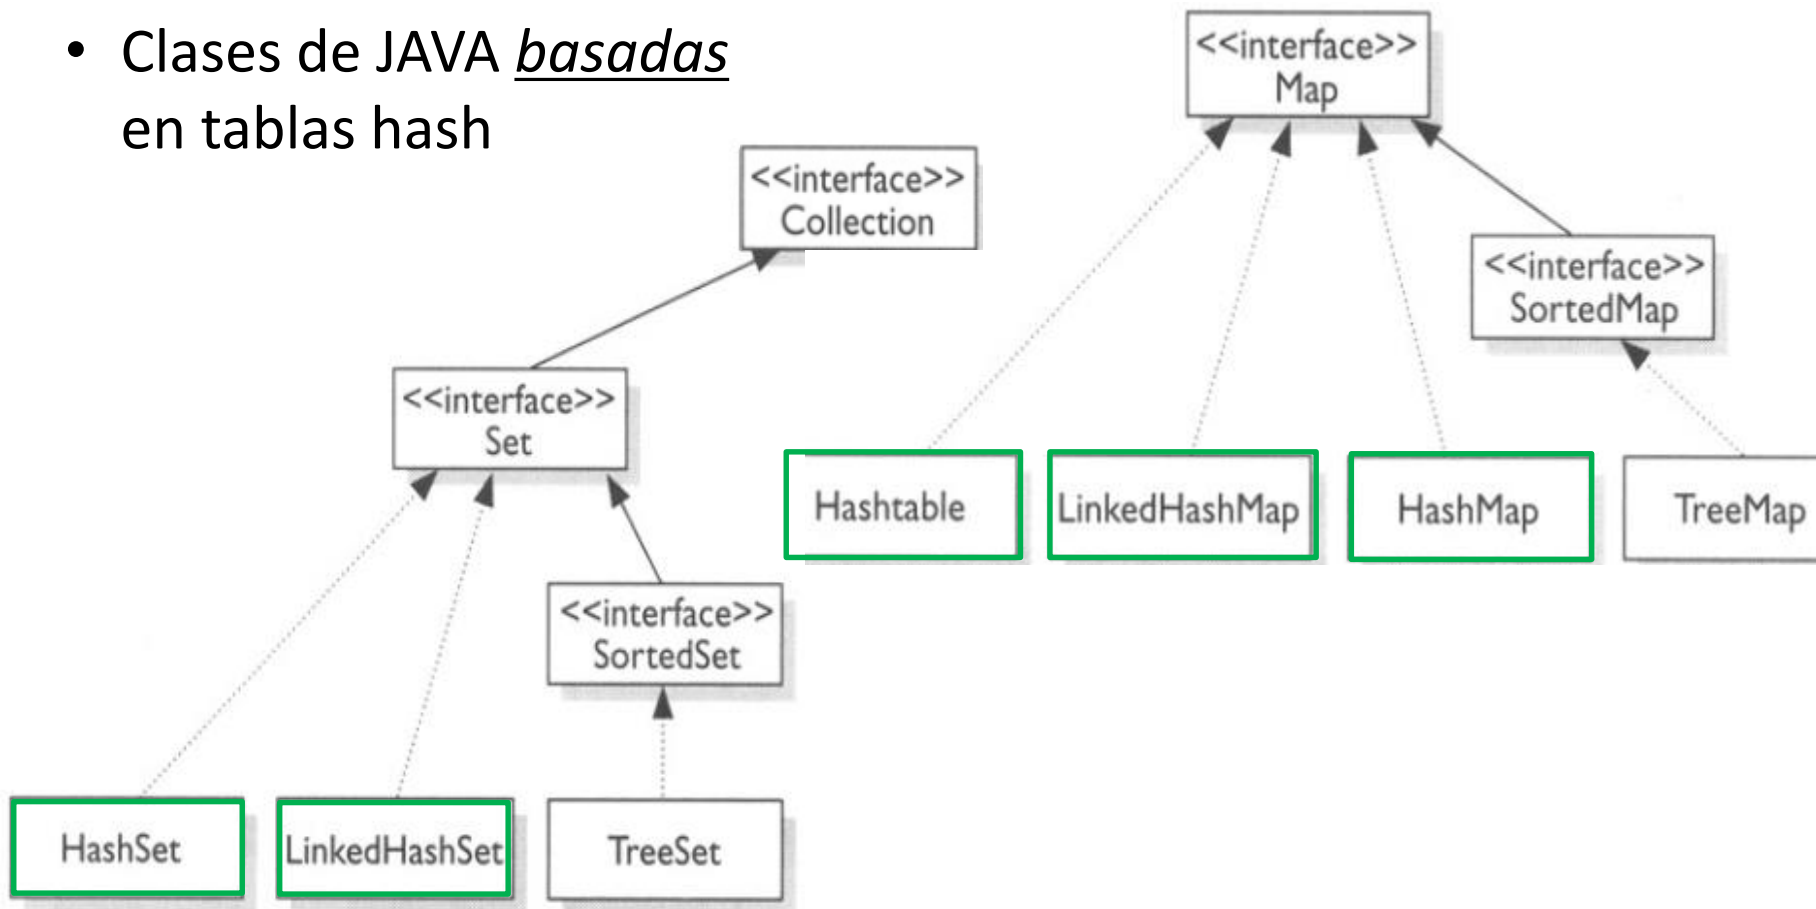 • Clases de JAVA basadas
en tablas hash
<<interface>>
Map
<<interface>>
Collection
<<interface>>
SortedMap
<<interface>>
Set
Hashtable
LinkedHashMap
HashMap
TreeMap
<<interface>>
SortedSet
HashSet
LinkedHashSet
TreeSet